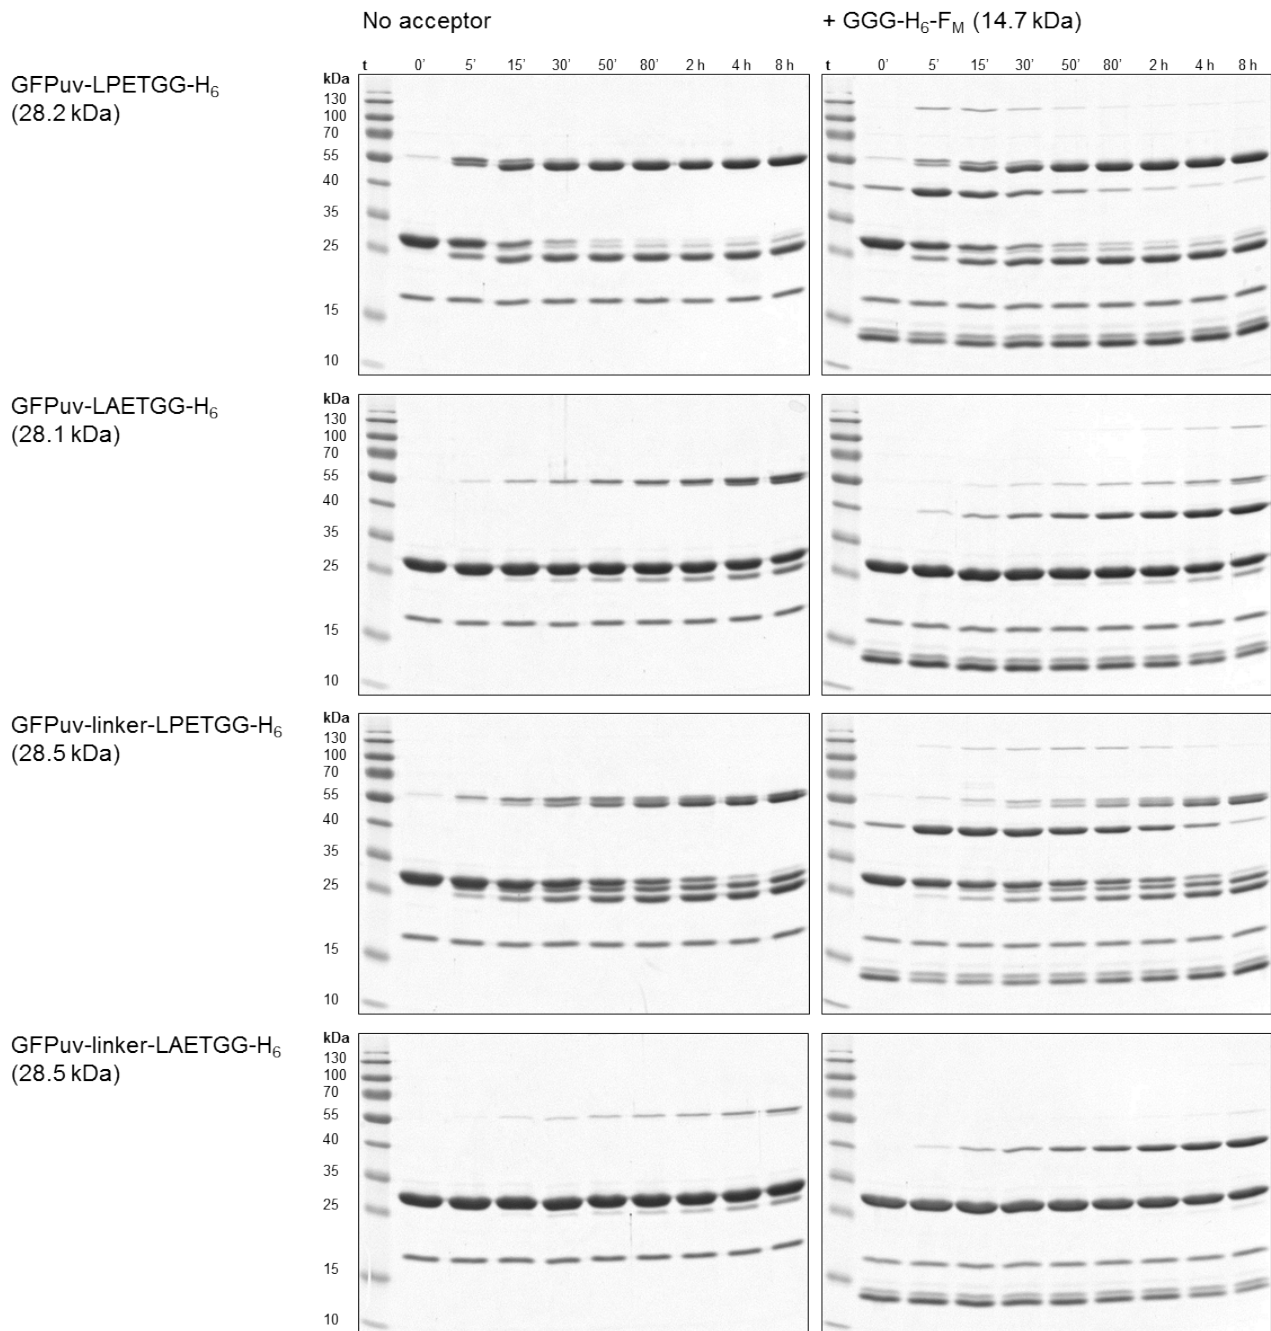 No acceptor
+ GGG-H₆-Fₘ (14.7 kDa)
t 0' 5' 15' 30' 50' 80' 2 h 4 h 8 h
t 0' 5' 15' 30' 50' 80' 2 h 4 h 8 h
GFPuv-LPETGG-H₆
(28.2 kDa)
kDa
130
100
70
55
40
35
25
15
10
GFPuv-LAETGG-H₆
(28.1 kDa)
kDa
130
100
70
55
40
35
25
15
10
GFPuv-linker-LPETGG-H₆
(28.5 kDa)
kDa
130
100
70
55
40
35
25
15
10
GFPuv-linker-LAETGG-H₆
(28.5 kDa)
kDa
130
100
70
55
40
35
25
15
10